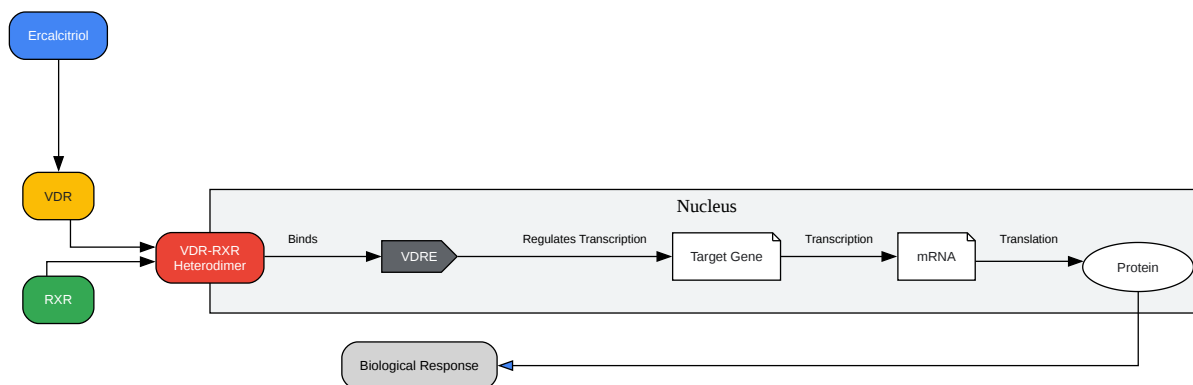 Ercalcitriol
VDR
RXR
VDR-RXR
Heterodimer
Nucleus
Binds
VDRE
Regulates Transcription
Target Gene
Transcription
mRNA
Translation
Protein
Biological Response